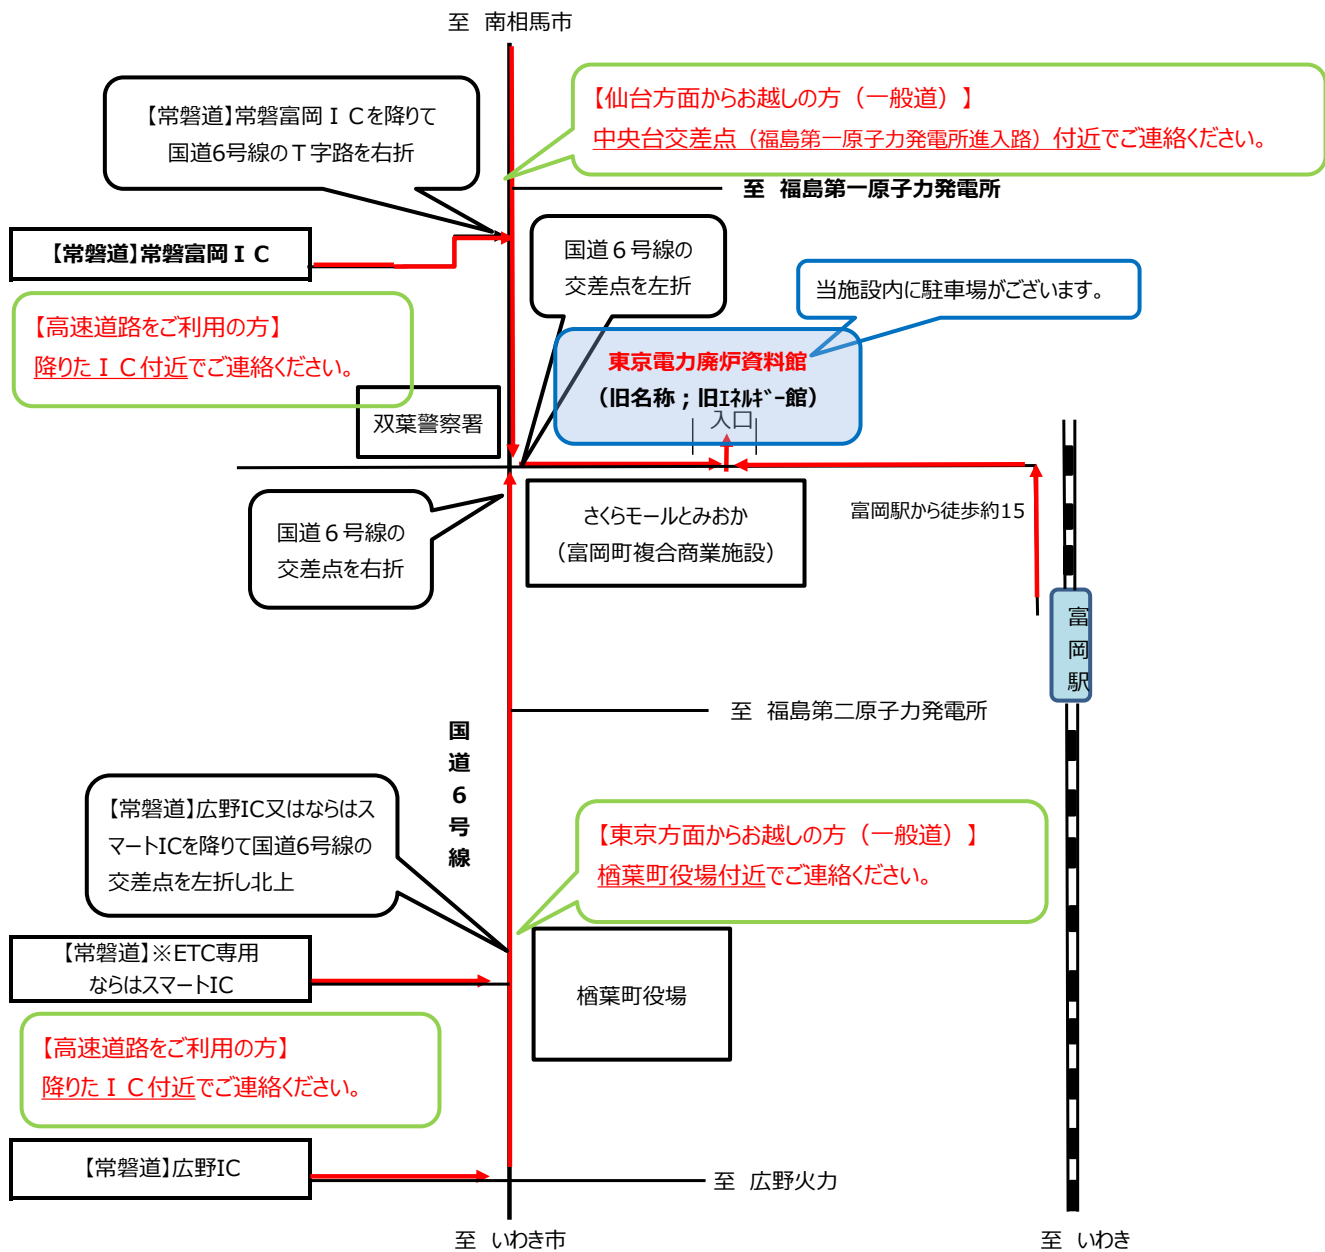 至　南相馬市
【常磐道】常磐富岡ＩＣを降りて
国道6号線のＴ字路を右折
【仙台方面からお越しの方（一般道）】
中央台交差点（福島第一原子力発電所進入路）付近でご連絡ください。
至　福島第一原子力発電所
【常磐道】常磐富岡ＩＣ
国道６号線の
交差点を左折
当施設内に駐車場がございます。
【高速道路をご利用の方】
降りたＩＣ付近でご連絡ください。
東京電力廃炉資料館
（旧名称；旧ｴﾈﾙｷﾞｰ館）
入口
双葉警察署
国道６号線の
交差点を右折
さくらモールとみおか
（富岡町複合商業施設）
富岡駅から徒歩約15
富岡駅
至　福島第二原子力発電所
国道６号線
【常磐道】広野IC又はならはス
マートICを降りて国道6号線の
交差点を左折し北上
【東京方面からお越しの方（一般道）】
楢葉町役場付近でご連絡ください。
【常磐道】※ETC専用
ならはスマートIC
楢葉町役場
【高速道路をご利用の方】
降りたＩＣ付近でご連絡ください。
【常磐道】広野IC
至　広野火力
至　いわき市
至　いわき